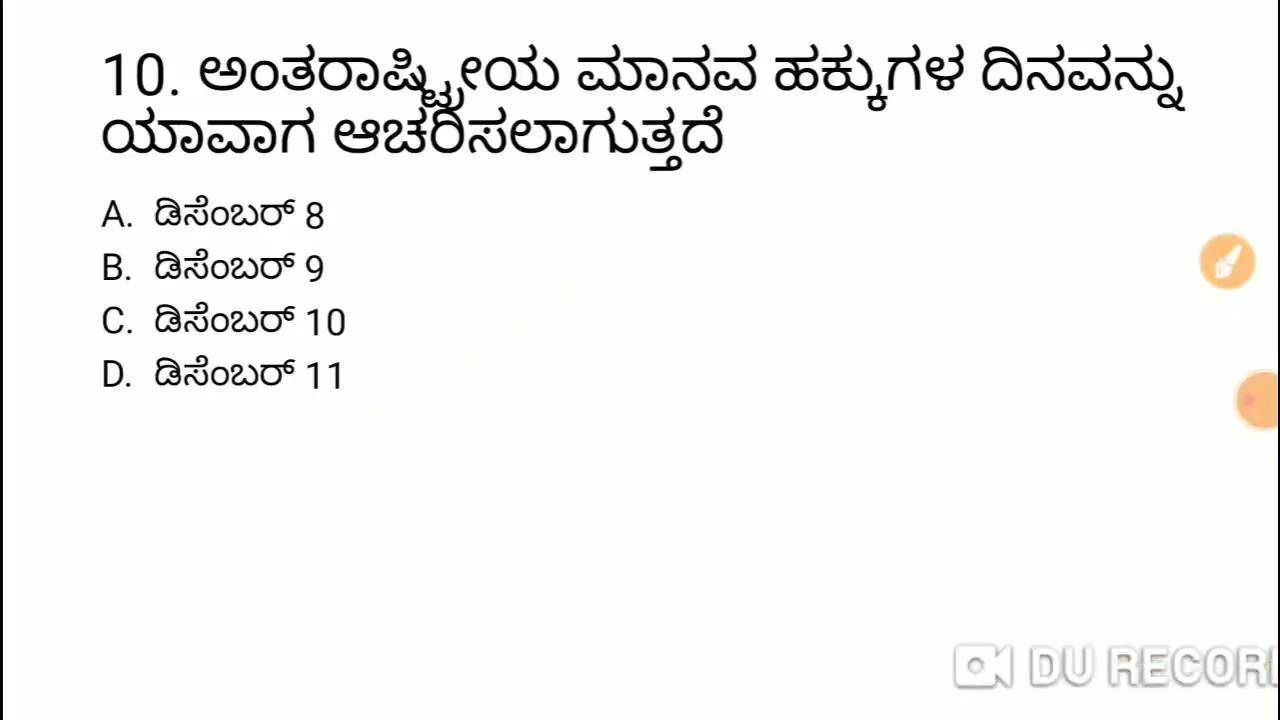 10. ಅಂತರಾಷ್ಟ್ರೀಯ ಮಾನವ ಹಕ್ಕುಗಳ ದಿನವನ್ನು
ಯಾವಾಗ ಆಚರಿಸಲಾಗುತ್ತದೆ
A. ಡಿಸೆಂಬರ್ 8
B. ಡಿಸೆಂಬರ್ 9
C. ಡಿಸೆಂಬರ್ 10
D. ಡಿಸೆಂಬರ್ 11
DU RECOR